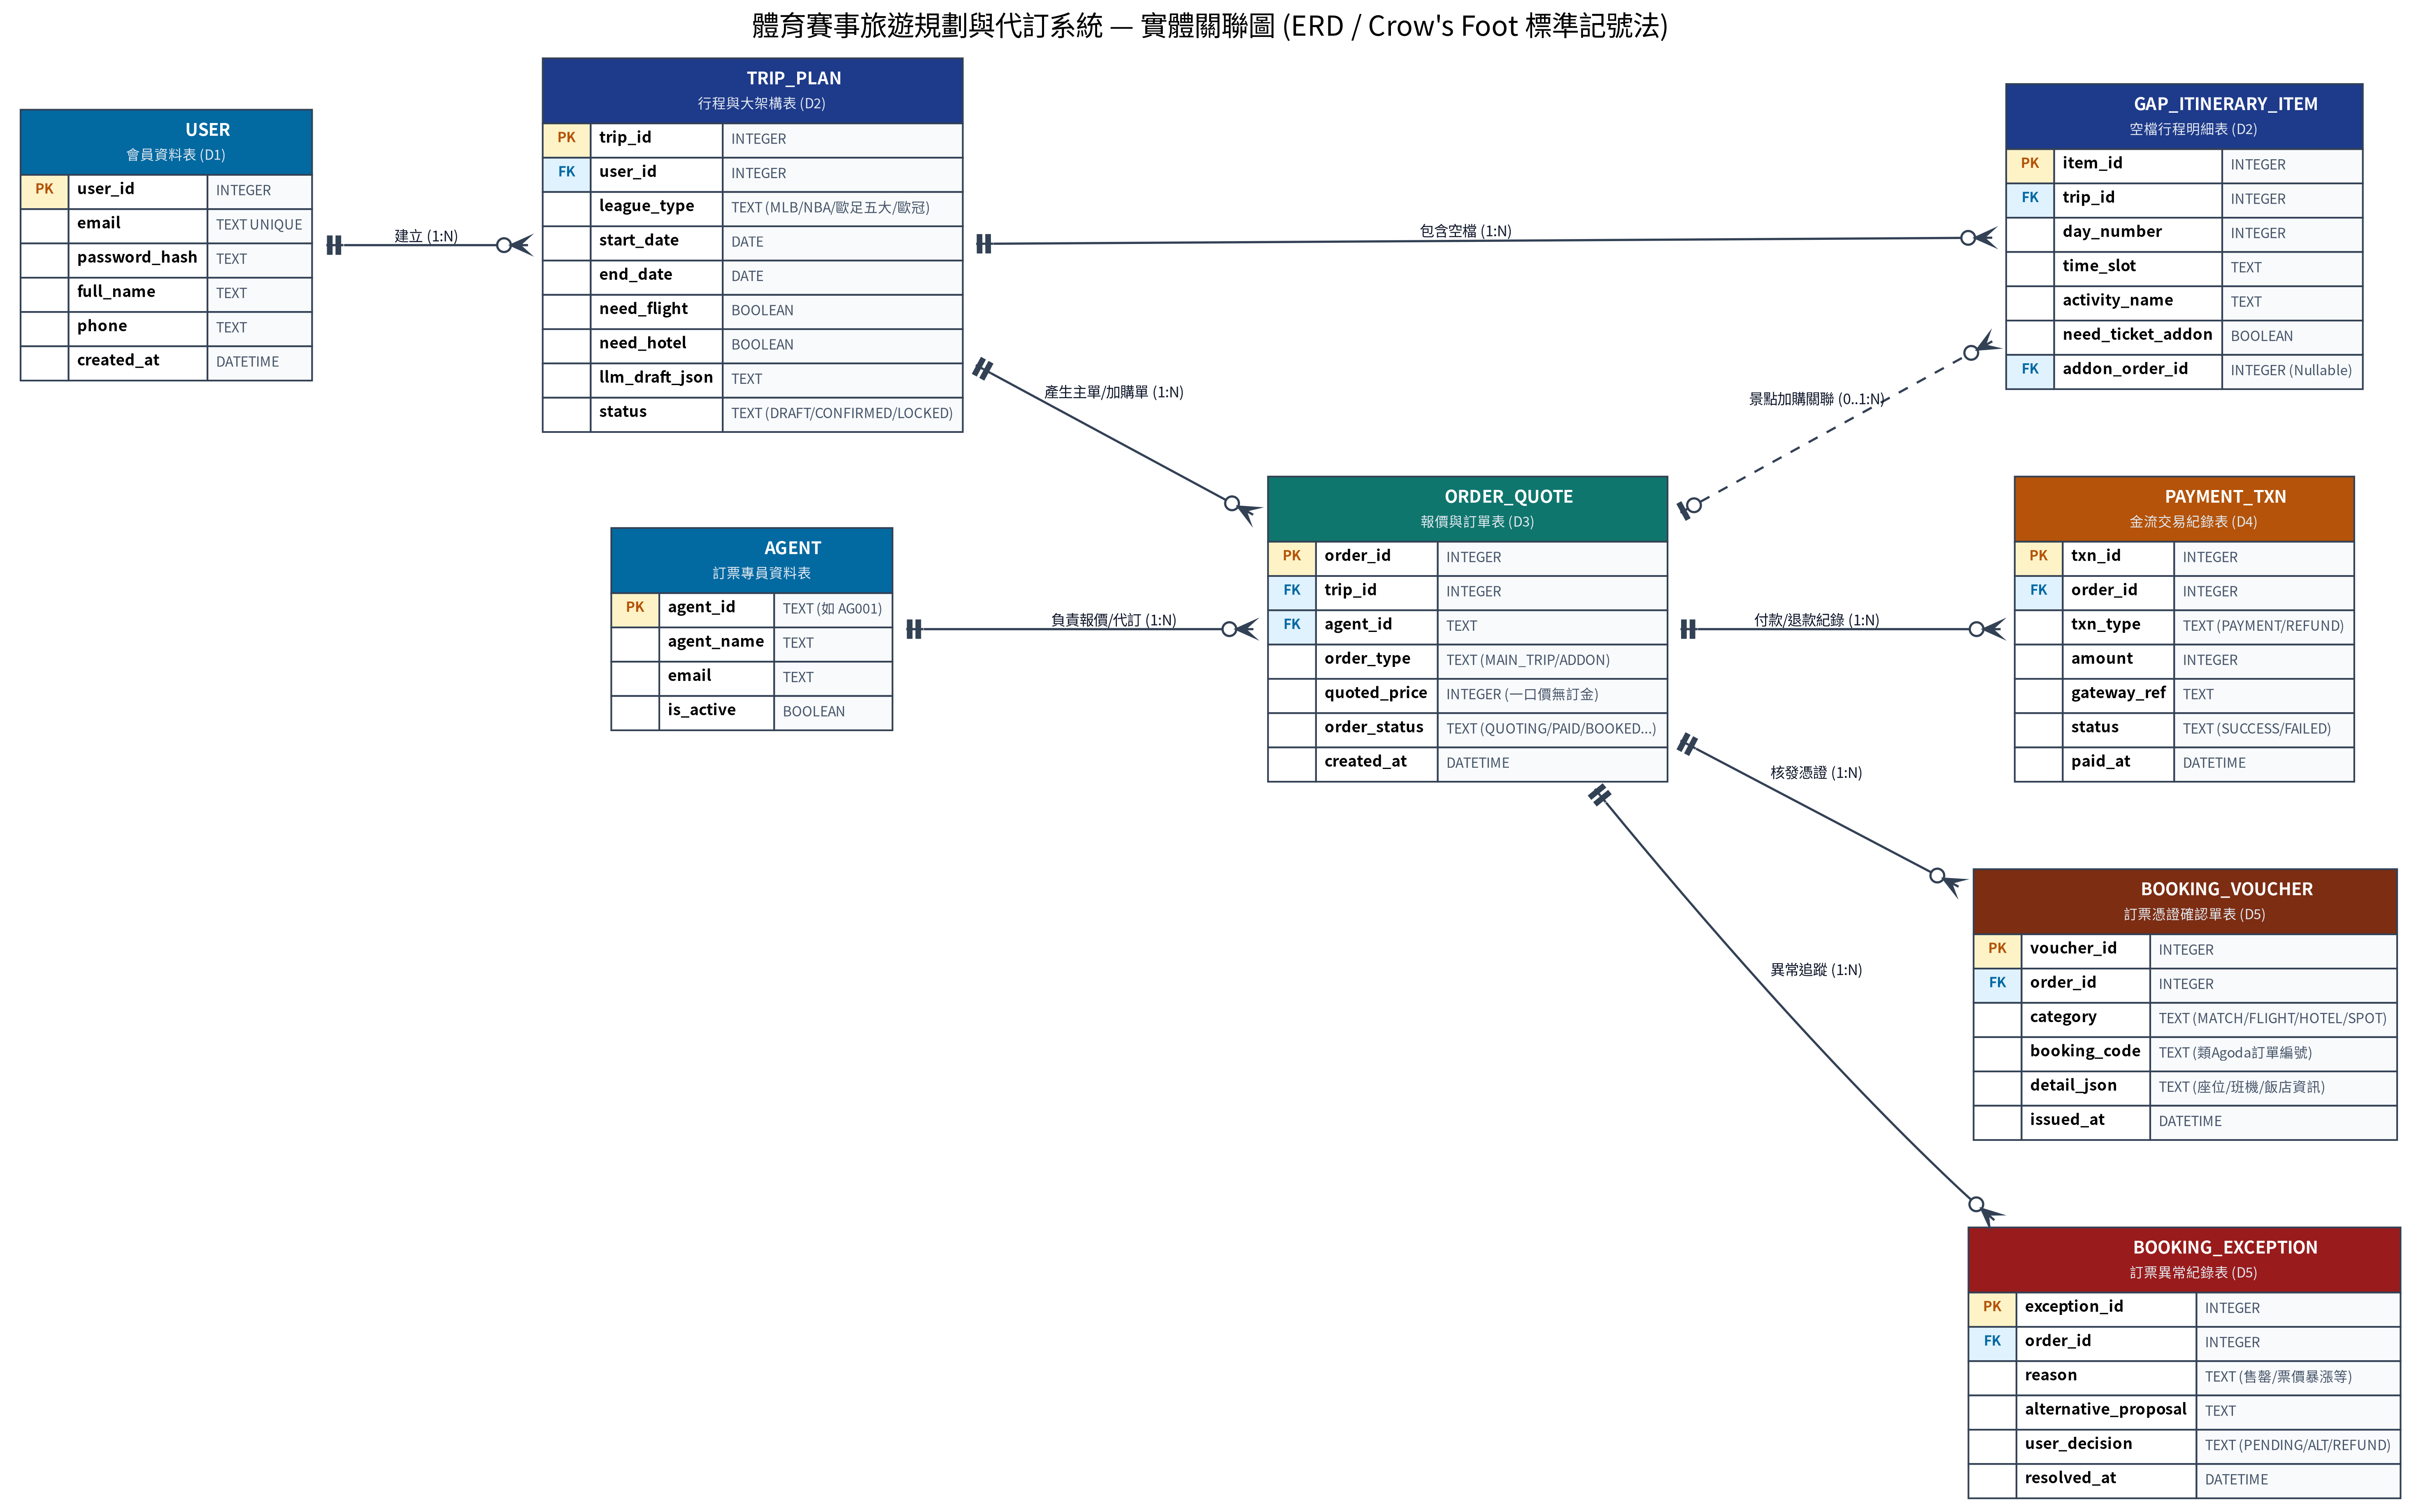 體育賽事旅遊規劃與代訂系統 — 實體關聯圖 (ERD / Crow's Foot 標準記號法)
USER
會員資料表 (D1)
PK user_id INTEGER
email TEXT UNIQUE
password_hash TEXT
full_name TEXT
phone TEXT
created_at DATETIME
建立 (1:N)
TRIP_PLAN
行程與大架構表 (D2)
PK trip_id INTEGER
FK user_id INTEGER
league_type TEXT (MLB/NBA/歐足五大/歐冠)
start_date DATE
end_date DATE
need_flight BOOLEAN
need_hotel BOOLEAN
llm_draft_json TEXT
status TEXT (DRAFT/CONFIRMED/LOCKED)
包含空檔 (1:N)
GAP_ITINERARY_ITEM
空檔行程明細表 (D2)
PK item_id INTEGER
FK trip_id INTEGER
day_number INTEGER
time_slot TEXT
activity_name TEXT
need_ticket_addon BOOLEAN
FK addon_order_id INTEGER (Nullable)
產生主單/加購單 (1:N)
景點加購關聯 (0..1:N)
AGENT
訂票專員資料表
PK agent_id TEXT (如 AG001)
agent_name TEXT
email TEXT
is_active BOOLEAN
負責報價/代訂 (1:N)
ORDER_QUOTE
報價與訂單表 (D3)
PK order_id INTEGER
FK trip_id INTEGER
FK agent_id TEXT
order_type TEXT (MAIN_TRIP/ADDON)
quoted_price INTEGER (一口價無訂金)
order_status TEXT (QUOTING/PAID/BOOKED...)
created_at DATETIME
付款/退款紀錄 (1:N)
PAYMENT_TXN
金流交易紀錄表 (D4)
PK txn_id INTEGER
FK order_id INTEGER
txn_type TEXT (PAYMENT/REFUND)
amount INTEGER
gateway_ref TEXT
status TEXT (SUCCESS/FAILED)
paid_at DATETIME
核發憑證 (1:N)
BOOKING_VOUCHER
訂票憑證確認單表 (D5)
PK voucher_id INTEGER
FK order_id INTEGER
category TEXT (MATCH/FLIGHT/HOTEL/SPOT)
booking_code TEXT (類Agoda訂單編號)
detail_json TEXT (座位/班機/飯店資訊)
issued_at DATETIME
異常追蹤 (1:N)
BOOKING_EXCEPTION
訂票異常紀錄表 (D5)
PK exception_id INTEGER
FK order_id INTEGER
reason TEXT (售罄/票價暴漲等)
alternative_proposal TEXT
user_decision TEXT (PENDING/ALT/REFUND)
resolved_at DATETIME